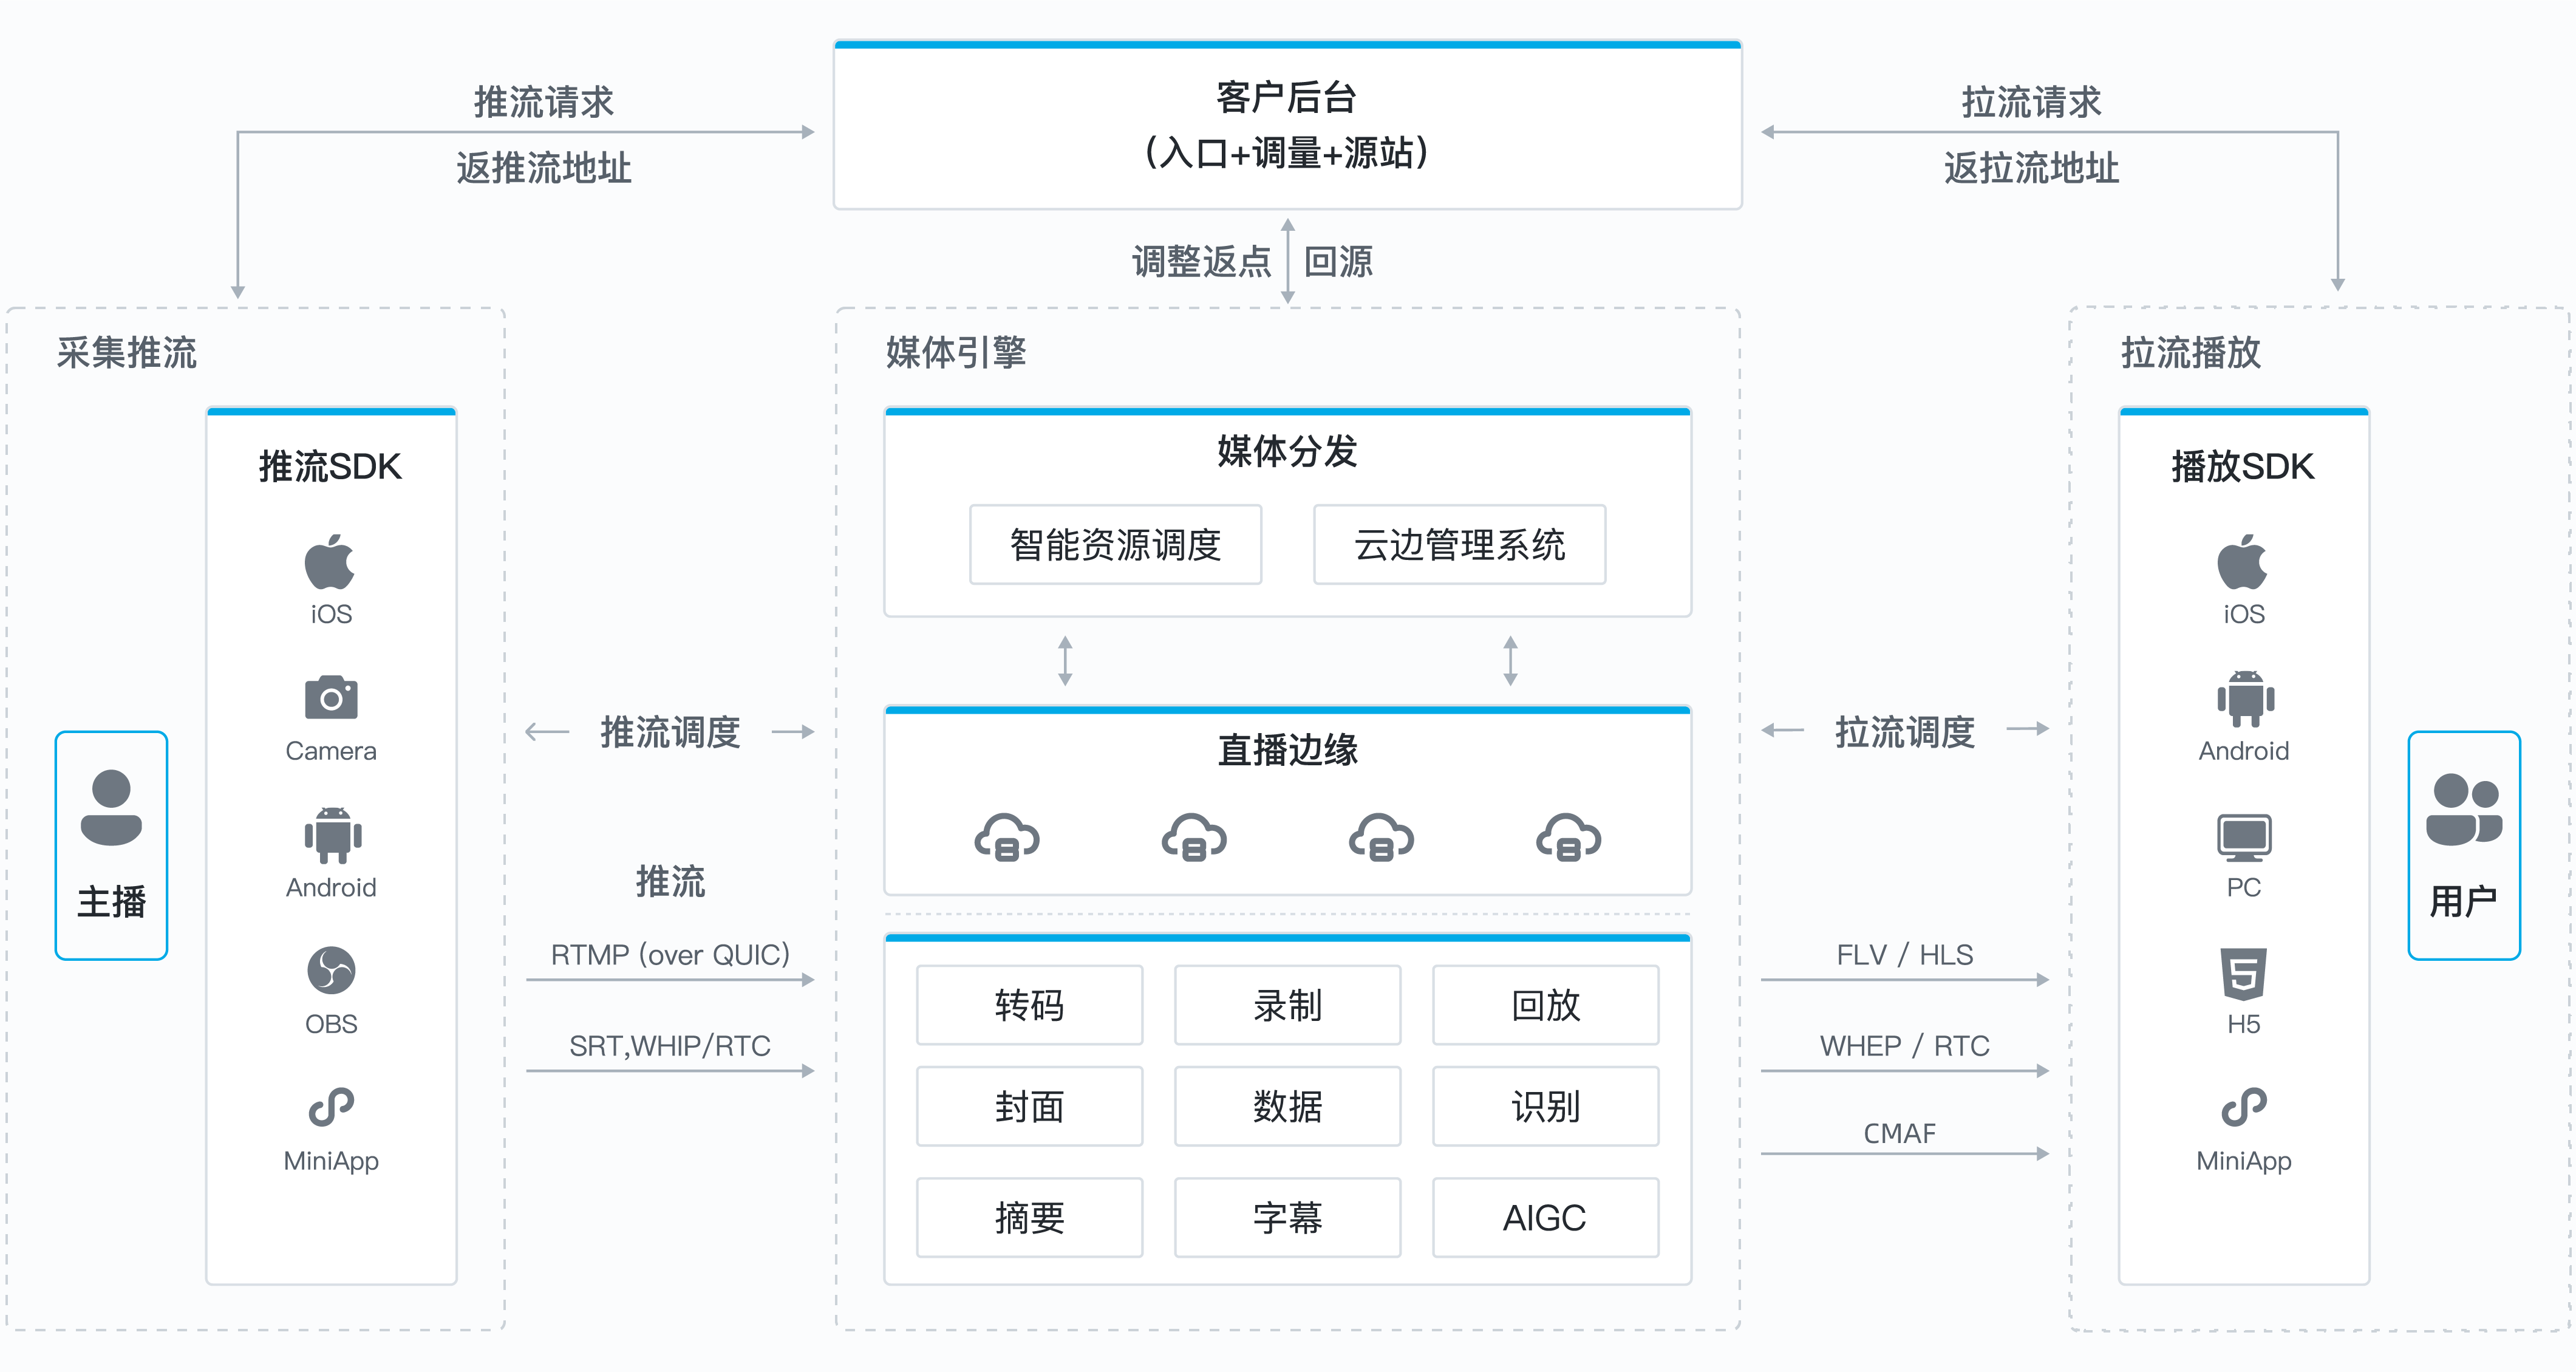 客户后台
（入口+调量+源站）
推流请求
返推流地址
拉流请求
返拉流地址
调整返点
回源
采集推流
推流SDK
iOS
Camera
Android
OBS
MiniApp
主播
推流调度
推流
RTMP (over QUIC)
SRT,WHIP/RTC
媒体引擎
媒体分发
智能资源调度
云边管理系统
直播边缘
转码
录制
回放
封面
数据
识别
摘要
字幕
AIGC
拉流调度
FLV / HLS
WHEP / RTC
CMAF
拉流播放
播放SDK
iOS
Android
PC
H5
MiniApp
用户